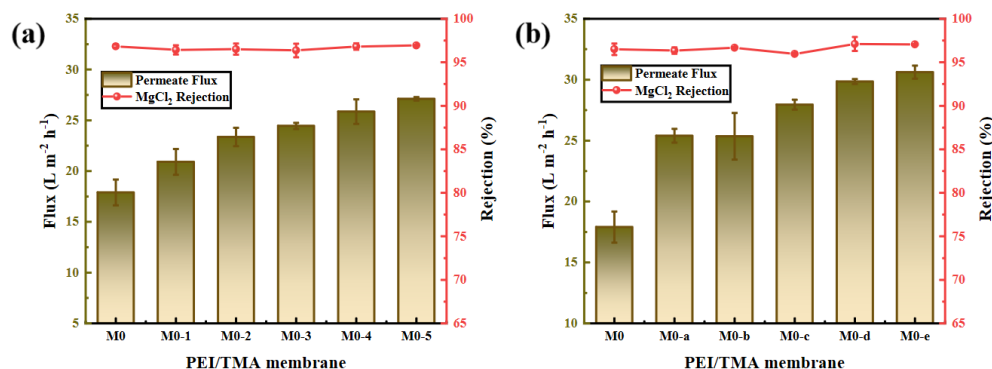 (a)
35
30
25
20
15
10
5
Flux (L m⁻² h⁻¹)
Permeate Flux
MgCl₂ Rejection
100
95
90
85
80
75
70
65
Rejection (%)
M0 M0-1 M0-2 M0-3 M0-4 M0-5
PEI/TMA membrane
(b)
35
30
25
20
15
10
Flux (L m⁻² h⁻¹)
Permeate Flux
MgCl₂ Rejection
100
95
90
85
80
75
70
65
Rejection (%)
M0 M0-a M0-b M0-c M0-d M0-e
PEI/TMA membrane